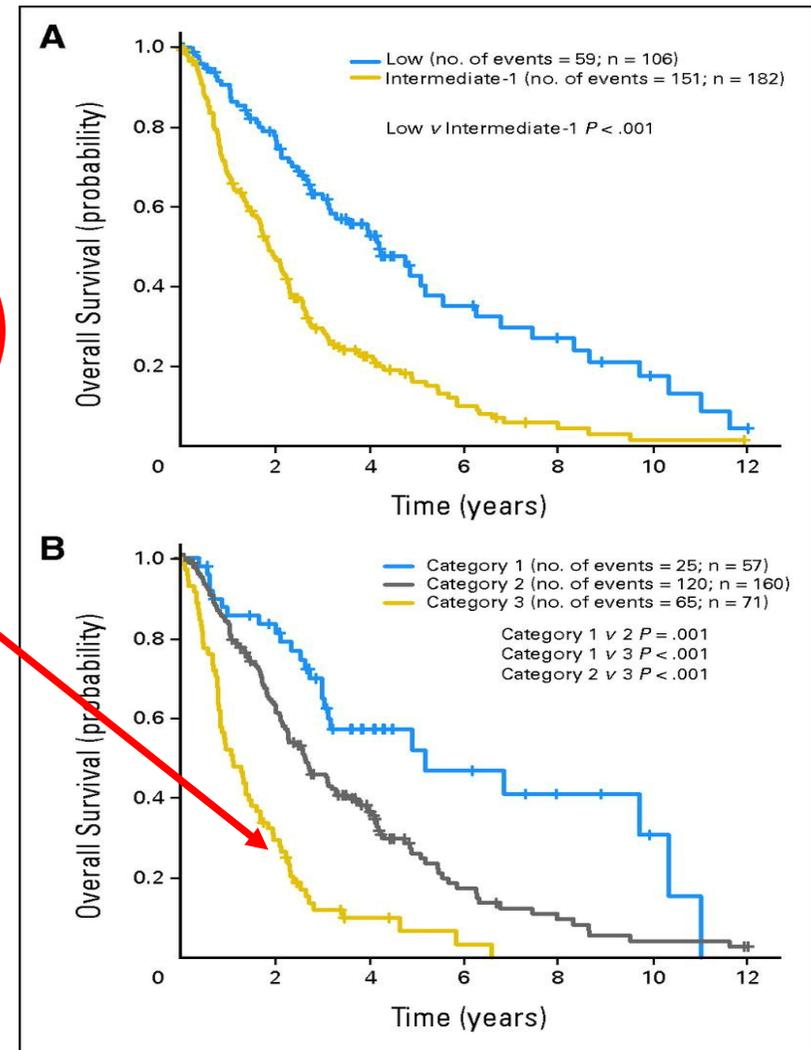 A
1.0
0.8
0.6
0.4
0.2
0
2
4
6
8
10
12
Overall Survival (probability)
Time (years)
Low (no. of events = 59; n = 106)
Intermediate-1 (no. of events = 151; n = 182)
Low v Intermediate-1 P < .001
B
1.0
0.8
0.6
0.4
0.2
0
2
4
6
8
10
12
Overall Survival (probability)
Time (years)
Category 1 (no. of events = 25; n = 57)
Category 2 (no. of events = 120; n = 160)
Category 3 (no. of events = 65; n = 71)
Category 1 v 2 P = .001
Category 1 v 3 P < .001
Category 2 v 3 P < .001